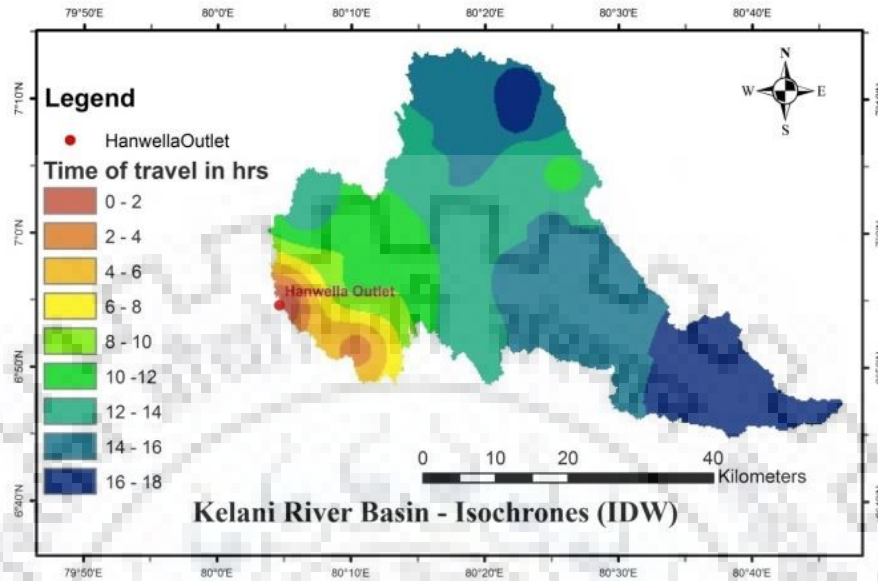 79°50'E 80°0'E 80°10'E 80°20'E 80°30'E 80°40'E
N
W E
S
7°10'N
7°0'N
6°50'N
6°40'N
Legend
HanwellaOutlet
Time of travel in hrs
0 - 2
2 - 4
4 - 6
6 - 8
8 - 10
10 -12
12 - 14
14 - 16
16 - 18
Hanwella Outlet
0 10 20 40
Kilometers
Kelani River Basin - Isochrones (IDW)
79°50'E 80°0'E 80°10'E 80°20'E 80°30'E 80°40'E